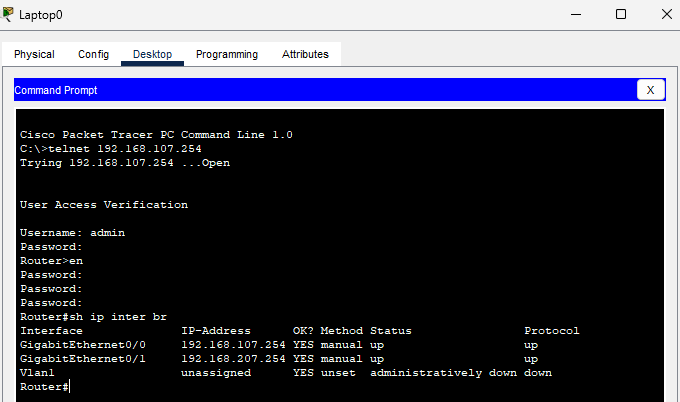 Laptop0
Physical Config Desktop Programming Attributes
Command Prompt X
Cisco Packet Tracer PC Command Line 1.0
C:\>telnet 192.168.107.254
Trying 192.168.107.254 ...Open
User Access Verification
Username: admin
Password:
Router>en
Password:
Password:
Password:
Router#sh ip inter br
Interface IP-Address OK? Method Status Protocol
GigabitEthernet0/0 192.168.107.254 YES manual up up
GigabitEthernet0/1 192.168.207.254 YES manual up up
Vlan1 unassigned YES unset administratively down down
Router#